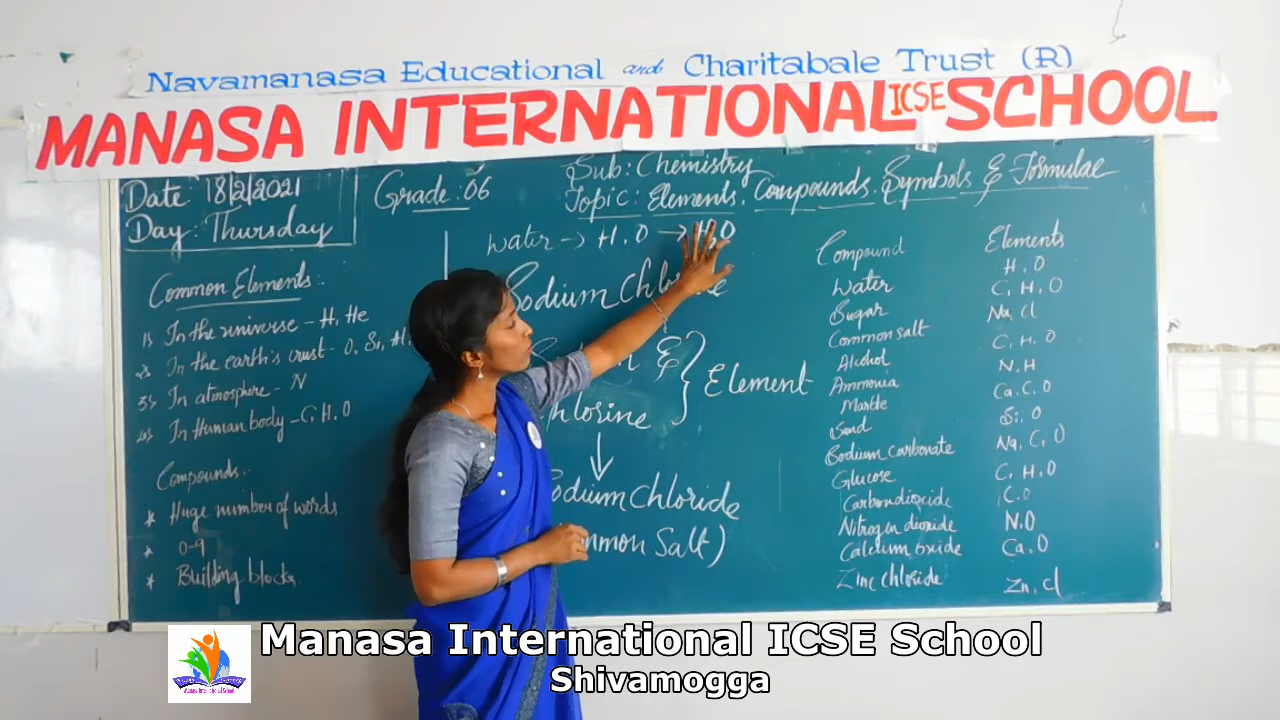 Navamanasa Educational and Charitabale Trust (R)
MANASA INTERNATIONAL ICSE SCHOOL
Date: 18/2/2021
Day: Thursday
Grade: 06
Sub: Chemistry
Topic: Elements, Compounds, Symbols & Formulae
Common Elements:
1) In the universe - H, He
2) In the earth's crust - O, Si, Al
3) In atmosphere - N
4) In Human body - C, H, O
Compounds:
* Huge number of words
* 0-9
* Building blocks
Water → H, O → H2O
Sodium Chloride
&
Chlorine
} Element
↓
Sodium Chloride
Salt)
Compound Elements
Water H, O
Sugar C, H, O
Common salt Na, Cl
Alcohol C, H, O
Ammonia N, H
Marble Ca, C, O
Sand Si, O
Sodium carbonate Na, C, O
Glucose C, H, O
Carbondioxide C, O
Nitrogen dioxide N, O
Calcium oxide Ca, O
Zinc chloride Zn, Cl
Manasa International ICSE School
Shivamogga